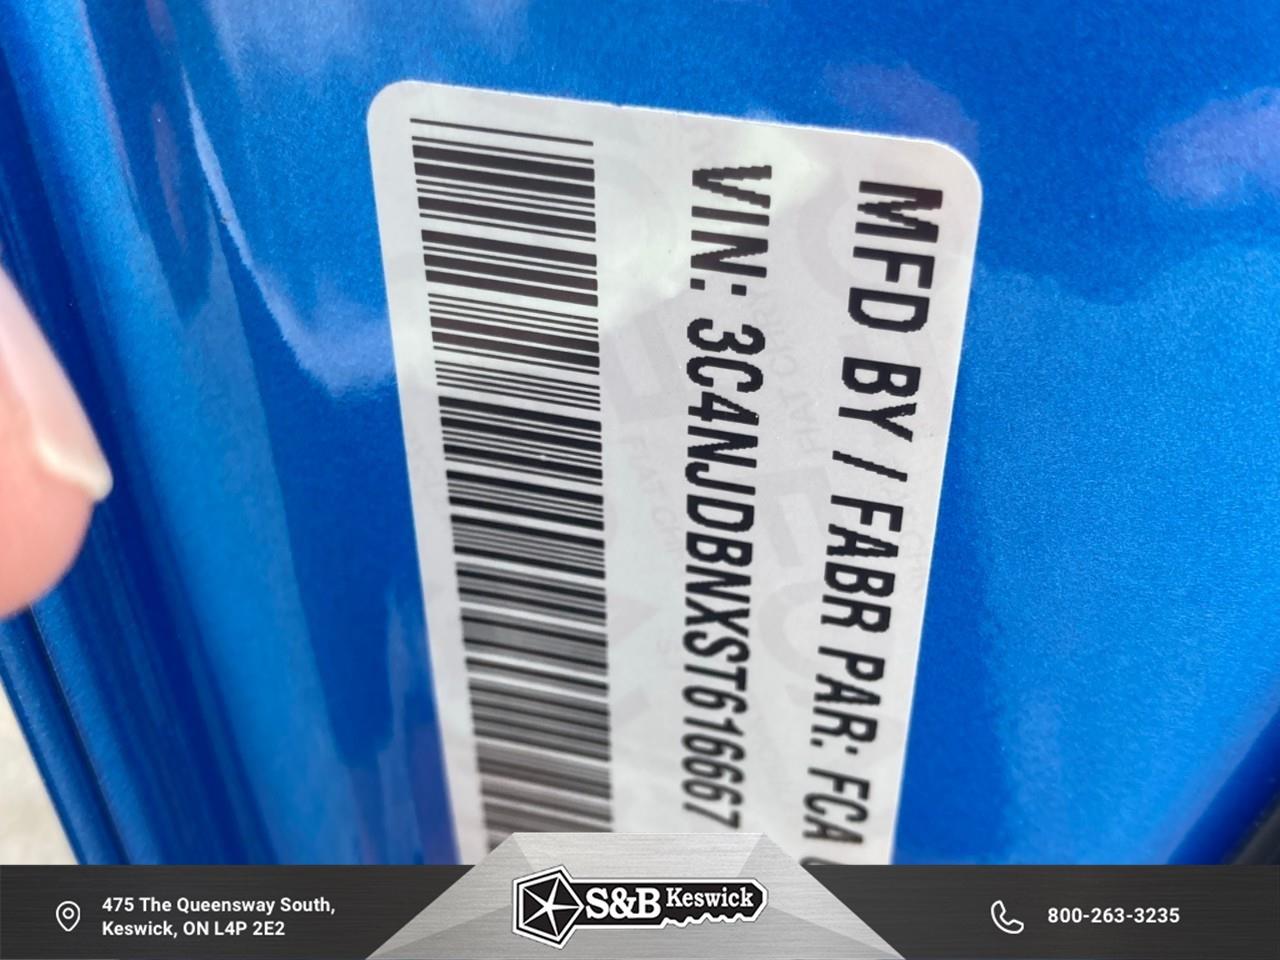 MFD BY / FABR PAR: FCA
VIN: 3C4NJDBNXST616667
475 The Queensway South,
Keswick, ON L4P 2E2
S&B Keswick
800-263-3235